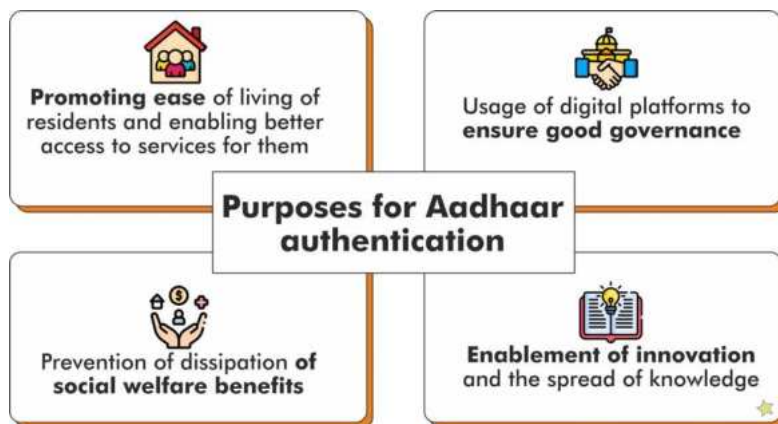 Promoting ease of living of
residents and enabling better
access to services for them
Usage of digital platforms to
ensure good governance
Purposes for Aadhaar
authentication
Prevention of dissipation of
social welfare benefits
Enablement of innovation
and the spread of knowledge